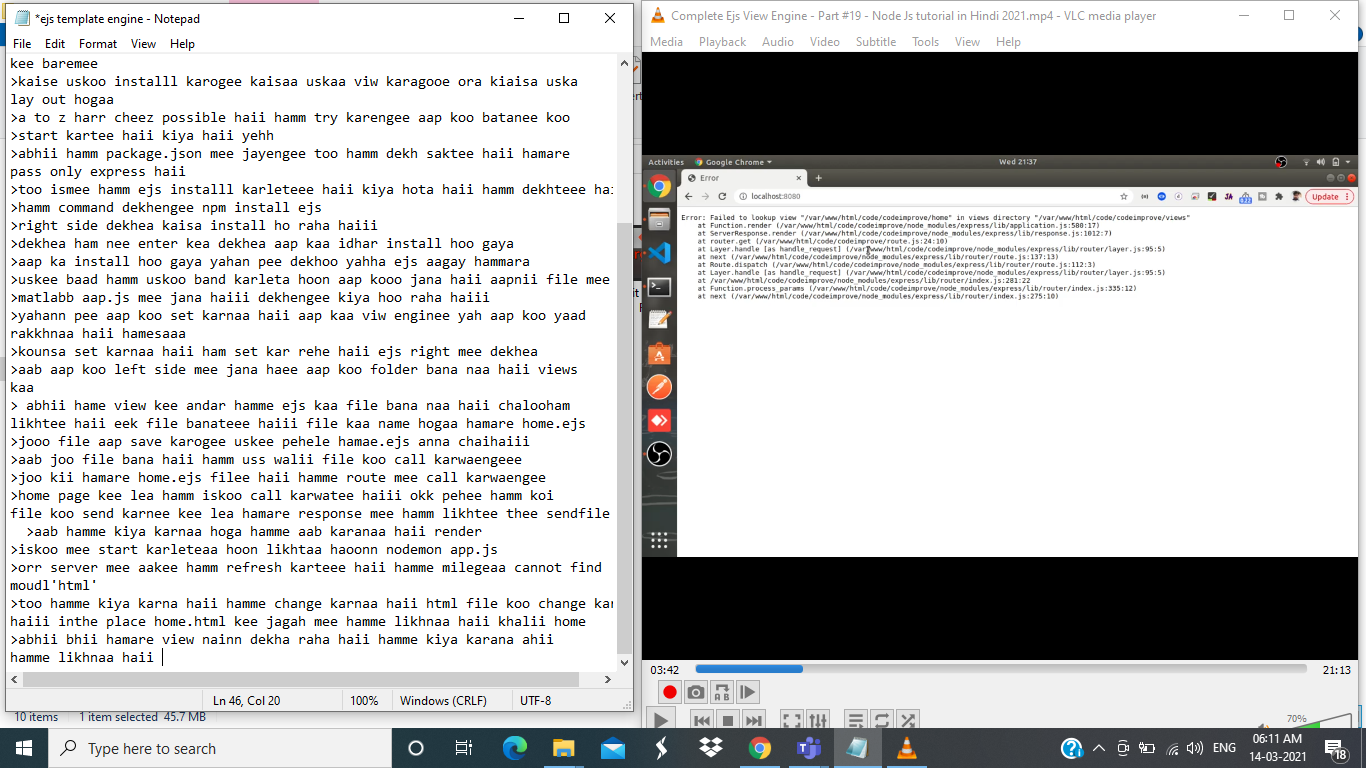 *ejs template engine - Notepad
File Edit Format View Help
kee baremee
>kaise uskoo installl karogee kaisaa uskaa viw karagooe ora kiaisa uska
lay out hogaa
>a to z harr cheez possible haii hamm try karengee aap koo batanee koo
>start kartee haii kiya haii yehh
>abhii hamm package.json mee jayengee too hamm dekh saktee haii hamare
pass only express haii
>too ismee hamm ejs installl karleteee haii kiya hota haii hamm dekhteee hai
>hamm command dekhengee npm install ejs
>right side dekhea kaisa install ho raha haiii
>dekhea ham nee enter kea dekhea aap kaa idhar install hoo gaya
>aap ka install hoo gaya yahan pee dekhoo yahha ejs aagay hammara
>uskee baad hamm uskoo band karleta hoon aap kooo jana haii aapnii file mee
>matlabb aap.js mee jana haiii dekhengee kiya hoo raha haiii
>yahann pee aap koo set karnaa haii aap kaa viw enginee yah aap koo yaad
rakkhnaa haii hamesaaa
>kounsa set karnaa haii ham set kar rehe haii ejs right mee dekhea
>aab aap koo left side mee jana haee aap koo folder bana naa haii views
kaa
> abhii hame view kee andar hamme ejs kaa file bana naa haii chalooham
likhtee haii eek file banateee haiii file kaa name hogaa hamare home.ejs
>jooo file aap save karogee uskee pehele hamae.ejs anna chaihaiii
>aab joo file bana haii hamm uss walii file koo call karwaengeee
>joo kii hamare home.ejs filee haii hamme route mee call karwaengee
>home page kee lea hamm iskoo call karwatee haiii okk pehee hamm koi
file koo send karnee kee lea hamare response mee hamm likhtee thee sendfile
>aab hamme kiya karnaa hoga hamme aab karanaa haii render
>iskoo mee start karleteaa hoon likhtaa haoonn nodemon app.js
>orr server mee aakee hamm refresh karteee haii hamme milegeaa cannot find
moudl'html'
>too hamme kiya karna haii hamme change karnaa haii html file koo change kar
haiii inthe place home.html kee jagah mee hamme likhnaa haii khalii home
>abhii bhii hamare view nainn dekha raha haii hamme kiya karana ahii
hamme likhnaa haii
Ln 46, Col 20 100% Windows (CRLF) UTF-8
10 items 1 item selected 45.7 MB
Complete Ejs View Engine - Part #19 - Node Js tutorial in Hindi 2021.mp4 - VLC media player
Media Playback Audio Video Subtitle Tools View Help
Activities Google Chrome Wed 21:37
Error
localhost:8080 Update
Error: Failed to lookup view "/var/www/html/code/codeimprove/home" in views directory "/var/www/html/code/codeimprove/views"
at Function.render (/var/www/html/code/codeimprove/node_modules/express/lib/application.js:580:17)
at ServerResponse.render (/var/www/html/code/codeimprove/node_modules/express/lib/response.js:1012:7)
at router.get (/var/www/html/code/codeimprove/route.js:24:10)
at Layer.handle [as handle_request] (/var/www/html/code/codeimprove/node_modules/express/lib/router/layer.js:95:5)
at next (/var/www/html/code/codeimprove/node_modules/express/lib/router/route.js:137:13)
at Route.dispatch (/var/www/html/code/codeimprove/node_modules/express/lib/router/route.js:112:3)
at Layer.handle [as handle_request] (/var/www/html/code/codeimprove/node_modules/express/lib/router/layer.js:95:5)
at /var/www/html/code/codeimprove/node_modules/express/lib/router/index.js:281:22
at Function.process_params (/var/www/html/code/codeimprove/node_modules/express/lib/router/index.js:335:12)
at next (/var/www/html/code/codeimprove/node_modules/express/lib/router/index.js:275:10)
03:42 21:13
70%
Type here to search
ENG
06:11 AM
14-03-2021
18